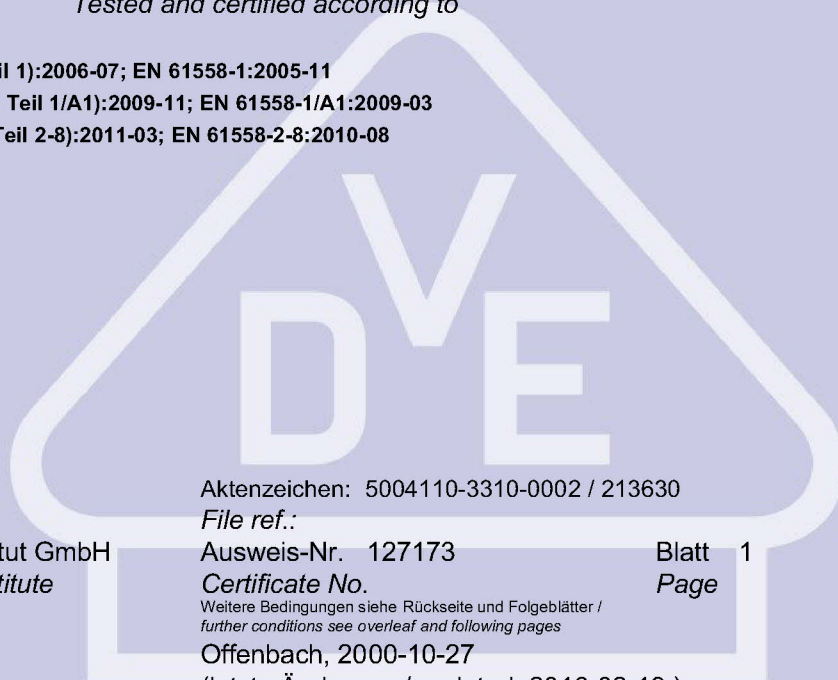 Tested and certified according to
1):2006-07; EN 61558-1:2005-11
Teil 1/A1):2009-11; EN 61558-1/A1:2009-03
Teil 2-8):2011-03; EN 61558-2-8:2010-08
VDE
Aktenzeichen: 5004110-3310-0002 / 213630
File ref.:
GmbH Ausweis-Nr. 127173 Blatt 1
Certificate No. Page
Weitere Bedingungen siehe Rückseite und Folgeblätter /
further conditions see overleaf and following pages
Offenbach, 2000-10-27